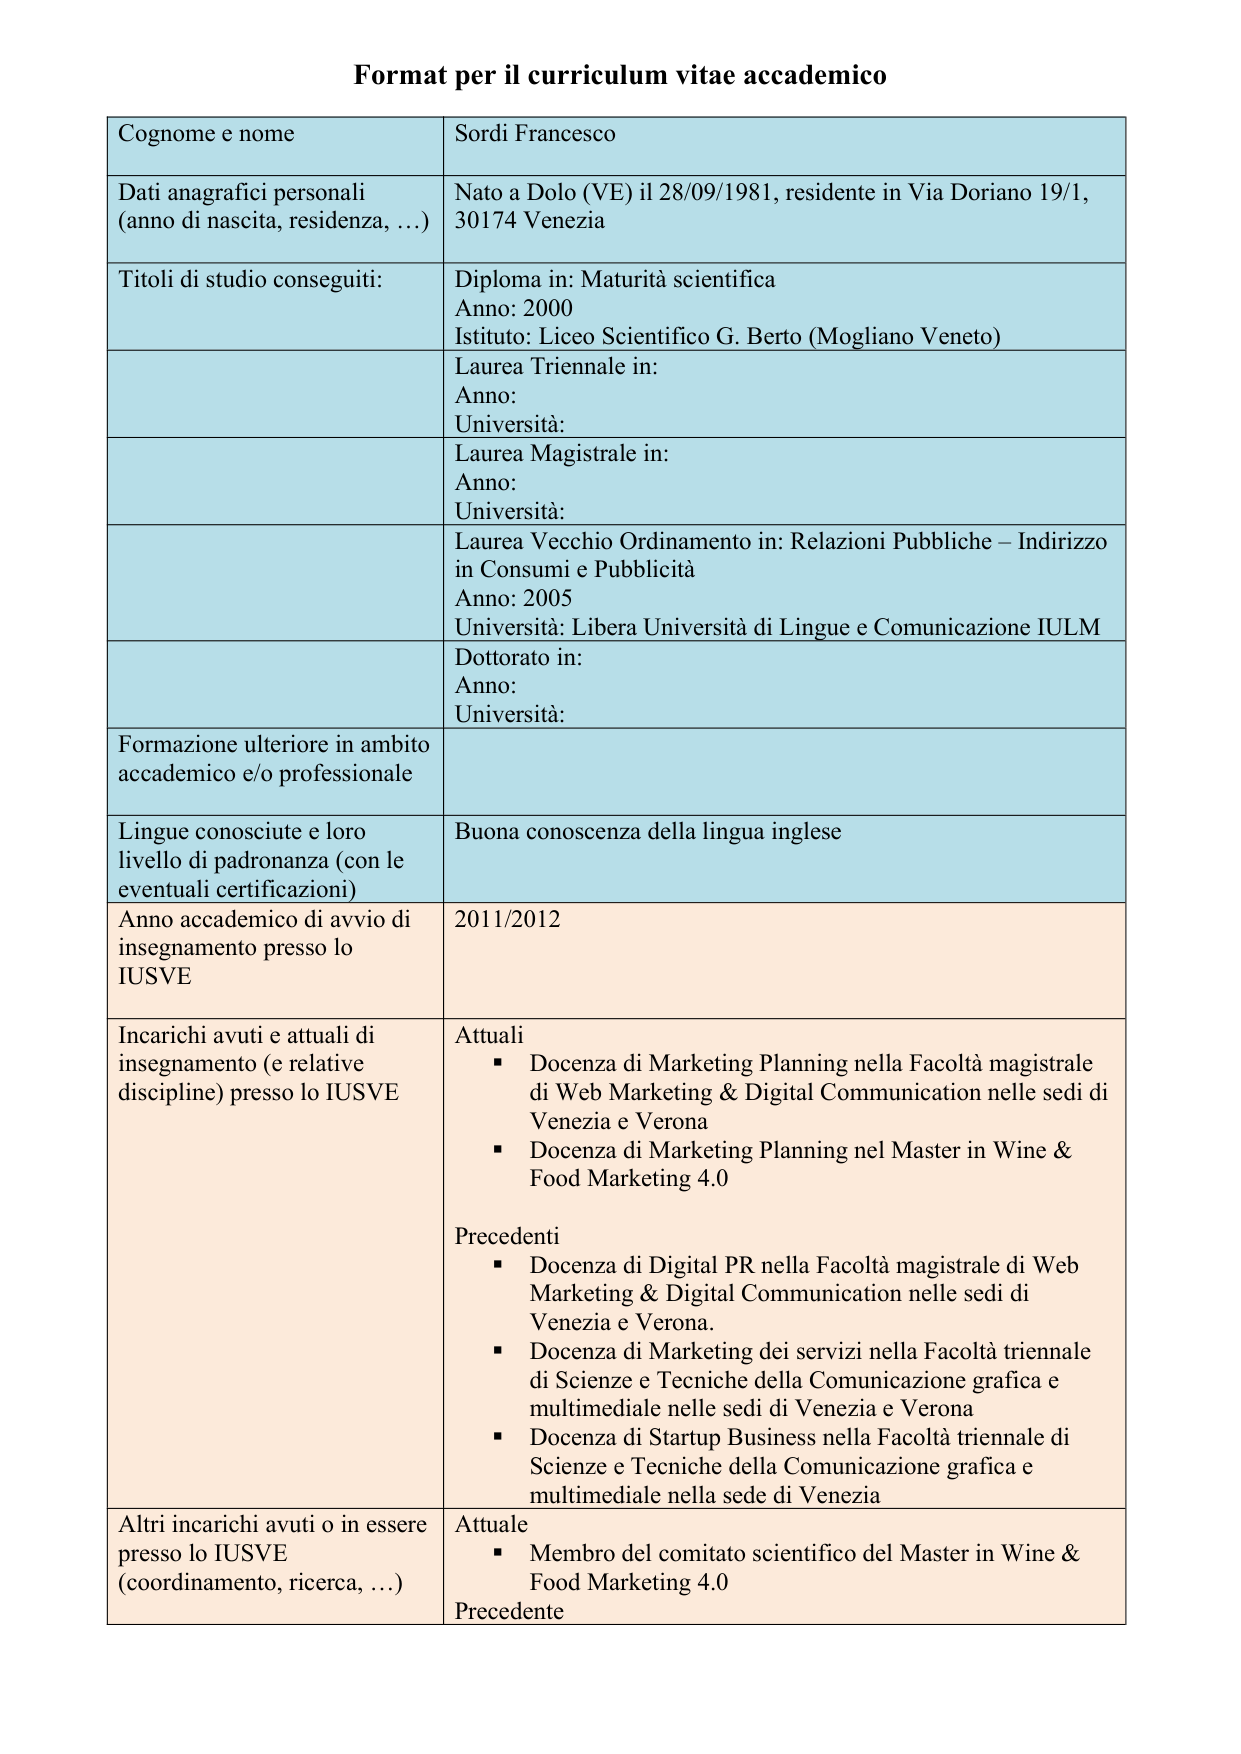 Format per il curriculum vitae accademico
Cognome e nome
Sordi Francesco
Dati anagrafici personali
(anno di nascita, residenza, …)
Nato a Dolo (VE) il 28/09/1981, residente in Via Doriano 19/1,
30174 Venezia
Titoli di studio conseguiti:
Diploma in: Maturità scientifica
Anno: 2000
Istituto: Liceo Scientifico G. Berto (Mogliano Veneto)
Laurea Triennale in:
Anno:
Università:
Laurea Magistrale in:
Anno:
Università:
Laurea Vecchio Ordinamento in: Relazioni Pubbliche – Indirizzo
in Consumi e Pubblicità
Anno: 2005
Università: Libera Università di Lingue e Comunicazione IULM
Dottorato in:
Anno:
Università:
Formazione ulteriore in ambito
accademico e/o professionale
Lingue conosciute e loro
livello di padronanza (con le
eventuali certificazioni)
Buona conoscenza della lingua inglese
Anno accademico di avvio di
insegnamento presso lo
IUSVE
2011/2012
Incarichi avuti e attuali di
insegnamento (e relative
discipline) presso lo IUSVE
Attuali
▪ Docenza di Marketing Planning nella Facoltà magistrale
di Web Marketing & Digital Communication nelle sedi di
Venezia e Verona
▪ Docenza di Marketing Planning nel Master in Wine &
Food Marketing 4.0
Precedenti
▪ Docenza di Digital PR nella Facoltà magistrale di Web
Marketing & Digital Communication nelle sedi di
Venezia e Verona.
▪ Docenza di Marketing dei servizi nella Facoltà triennale
di Scienze e Tecniche della Comunicazione grafica e
multimediale nelle sedi di Venezia e Verona
▪ Docenza di Startup Business nella Facoltà triennale di
Scienze e Tecniche della Comunicazione grafica e
multimediale nella sede di Venezia
Altri incarichi avuti o in essere
presso lo IUSVE
(coordinamento, ricerca, …)
Attuale
▪ Membro del comitato scientifico del Master in Wine &
Food Marketing 4.0
Precedente